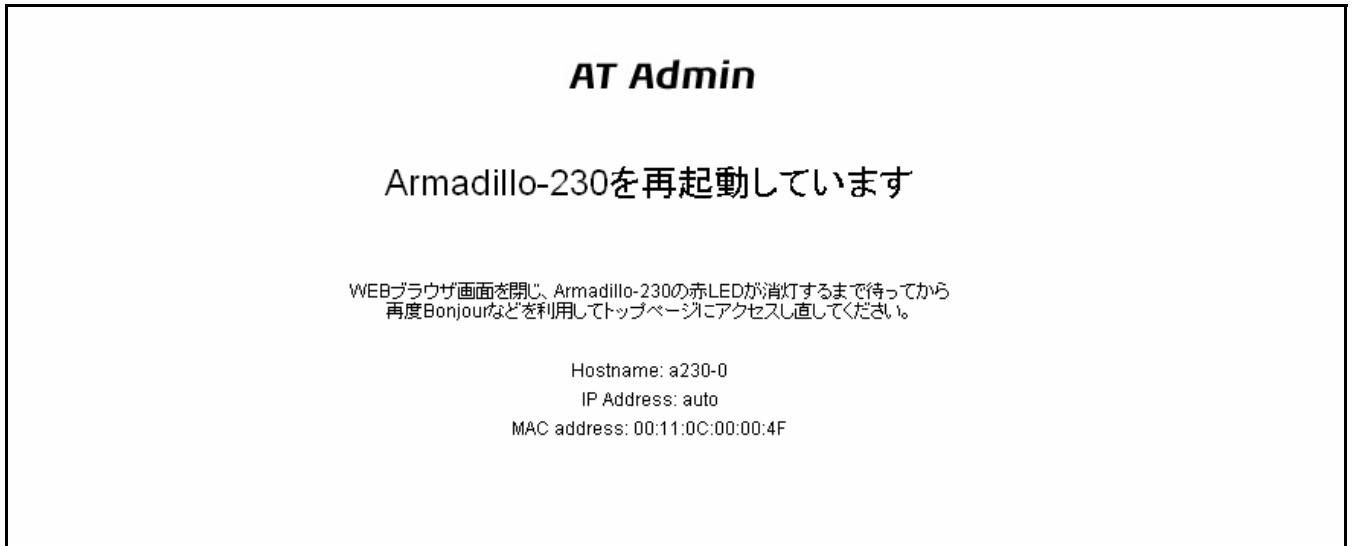 AT Admin
Armadillo-230を再起動しています
WEBブラウザ画面を閉じ、Armadillo-230の赤LEDが消灯するまで待ってから
再度Bonjourなどを利用してトップページにアクセスし直してください。
Hostname: a230-0
IP Address: auto
MAC address: 00:11:0C:00:00:4F